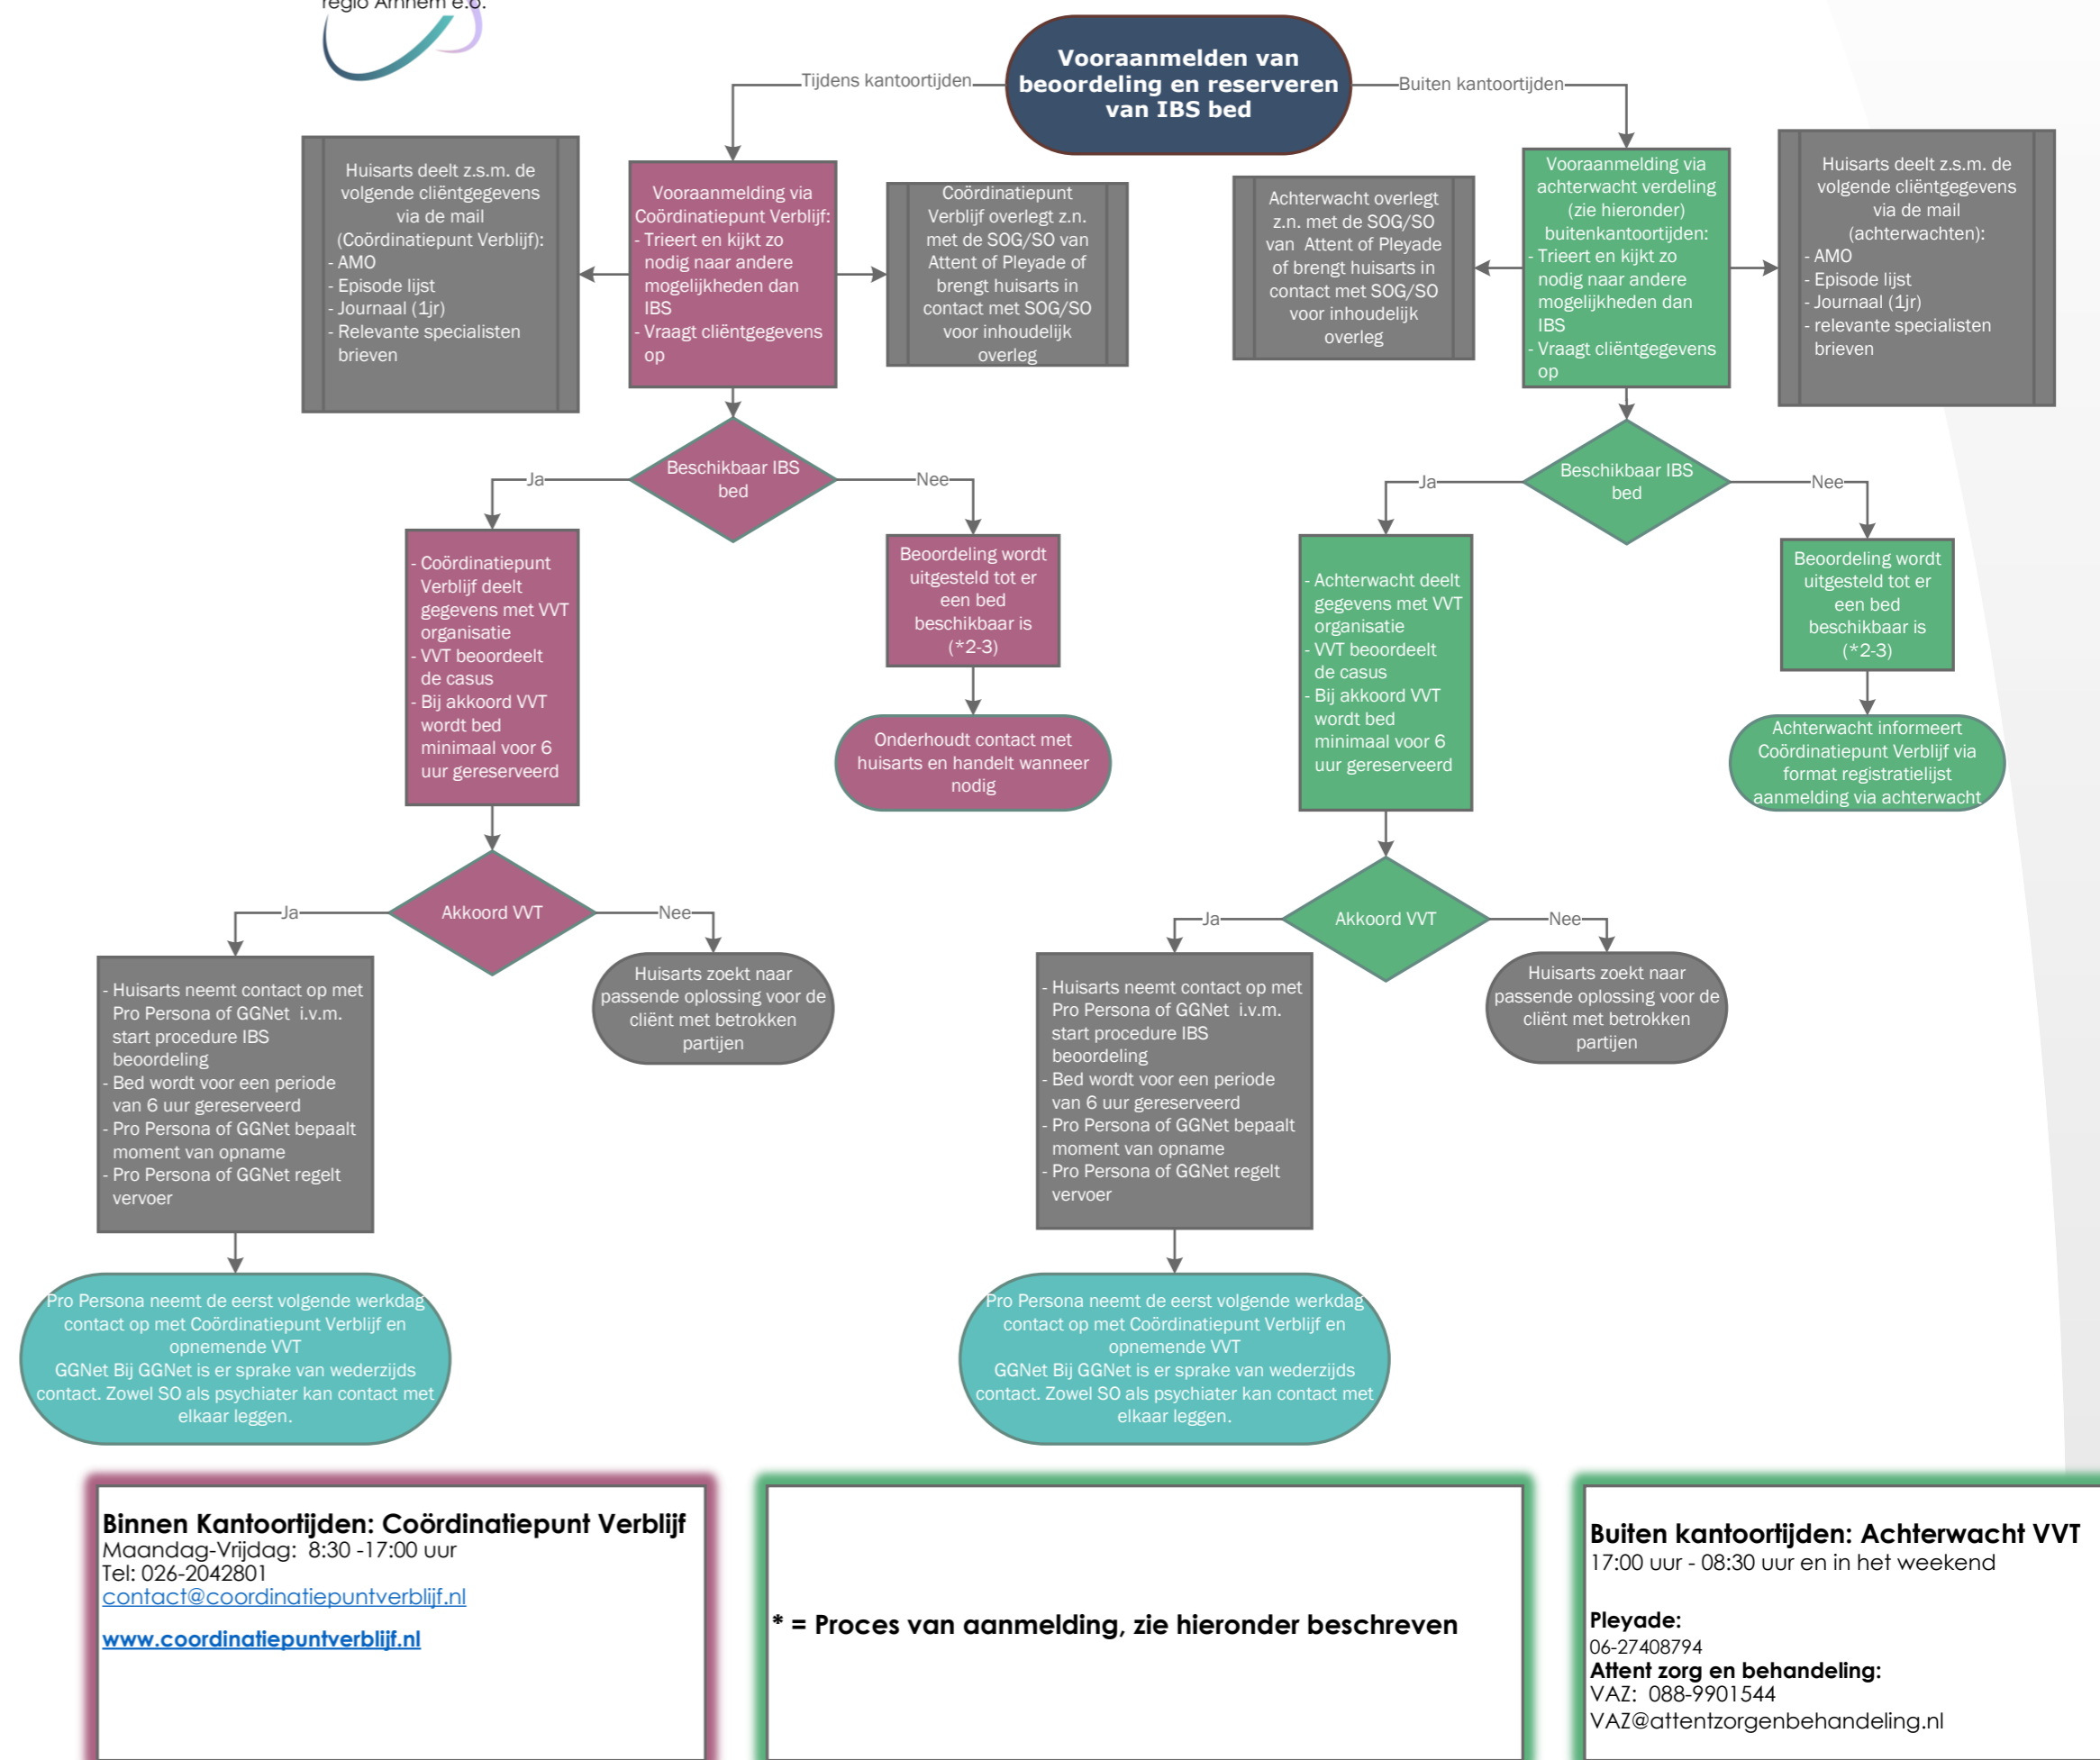 regio Arnhem e.o.
Vooraanmelden van
beoordeling en reserveren
van IBS bed
Tijdens kantoortijden
Buiten kantoortijden
Huisarts deelt z.s.m. de
volgende cliëntgegevens
via de mail
(Coördinatiepunt Verblijf):
- AMO
- Episode lijst
- Journaal (1jr)
- Relevante specialisten
brieven
Vooraanmelding via
Coördinatiepunt Verblijf:
- Trieert en kijkt zo
nodig naar andere
mogelijkheden dan
IBS
- Vraagt cliëntgegevens
op
Coördinatiepunt
Verblijf overlegt z.n.
met de SOG/SO van
Attent of Pleyade of
brengt huisarts in
contact met SOG/SO
voor inhoudelijk
overleg
Achterwacht overlegt
z.n. met de SOG/SO
van Attent of Pleyade
of brengt huisarts in
contact met SOG/SO
voor inhoudelijk
overleg
Vooraanmelding via
achterwacht verdeling
(zie hieronder)
buitenkantoortijden:
- Trieert en kijkt zo
nodig naar andere
mogelijkheden dan
IBS
- Vraagt cliëntgegevens
op
Huisarts deelt z.s.m. de
volgende cliëntgegevens
via de mail
(achterwachten):
- AMO
- Episode lijst
- Journaal (1jr)
- relevante specialisten
brieven
Beschikbaar IBS
bed
Ja
Nee
Beschikbaar IBS
bed
Ja
Nee
- Coördinatiepunt
Verblijf deelt
gegevens met VVT
organisatie
- VVT beoordeelt
de casus
- Bij akkoord VVT
wordt bed
minimaal voor 6
uur gereserveerd
Beoordeling wordt
uitgesteld tot er
een bed
beschikbaar is
(*2-3)
Onderhoudt contact met
huisarts en handelt wanneer
nodig
- Achterwacht deelt
gegevens met VVT
organisatie
- VVT beoordeelt
de casus
- Bij akkoord VVT
wordt bed
minimaal voor 6
uur gereserveerd
Beoordeling wordt
uitgesteld tot er
een bed
beschikbaar is
(*2-3)
Achterwacht informeert
Coördinatiepunt Verblijf via
format registratielijst
aanmelding via achterwacht
Akkoord VVT
Ja
Nee
Akkoord VVT
Ja
Nee
- Huisarts neemt contact op met
Pro Persona of GGNet i.v.m.
start procedure IBS
beoordeling
- Bed wordt voor een periode
van 6 uur gereserveerd
- Pro Persona of GGNet bepaalt
moment van opname
- Pro Persona of GGNet regelt
vervoer
Huisarts zoekt naar
passende oplossing voor de
cliënt met betrokken
partijen
- Huisarts neemt contact op met
Pro Persona of GGNet i.v.m.
start procedure IBS
beoordeling
- Bed wordt voor een periode
van 6 uur gereserveerd
- Pro Persona of GGNet bepaalt
moment van opname
- Pro Persona of GGNet regelt
vervoer
Huisarts zoekt naar
passende oplossing voor de
cliënt met betrokken
partijen
Pro Persona neemt de eerst volgende werkdag
contact op met Coördinatiepunt Verblijf en
opnemende VVT
GGNet Bij GGNet is er sprake van wederzijds
contact. Zowel SO als psychiater kan contact met
elkaar leggen.
Pro Persona neemt de eerst volgende werkdag
contact op met Coördinatiepunt Verblijf en
opnemende VVT
GGNet Bij GGNet is er sprake van wederzijds
contact. Zowel SO als psychiater kan contact met
elkaar leggen.
Binnen Kantoortijden: Coördinatiepunt Verblijf
Maandag-Vrijdag: 8:30 -17:00 uur
Tel: 026-2042801
contact@coordinatiepuntverblijf.nl
www.coordinatiepuntverblijf.nl
* = Proces van aanmelding, zie hieronder beschreven
Buiten kantoortijden: Achterwacht VVT
17:00 uur - 08:30 uur en in het weekend
Pleyade:
06-27408794
Attent zorg en behandeling:
VAZ: 088-9901544
VAZ@attentzorgenbehandeling.nl